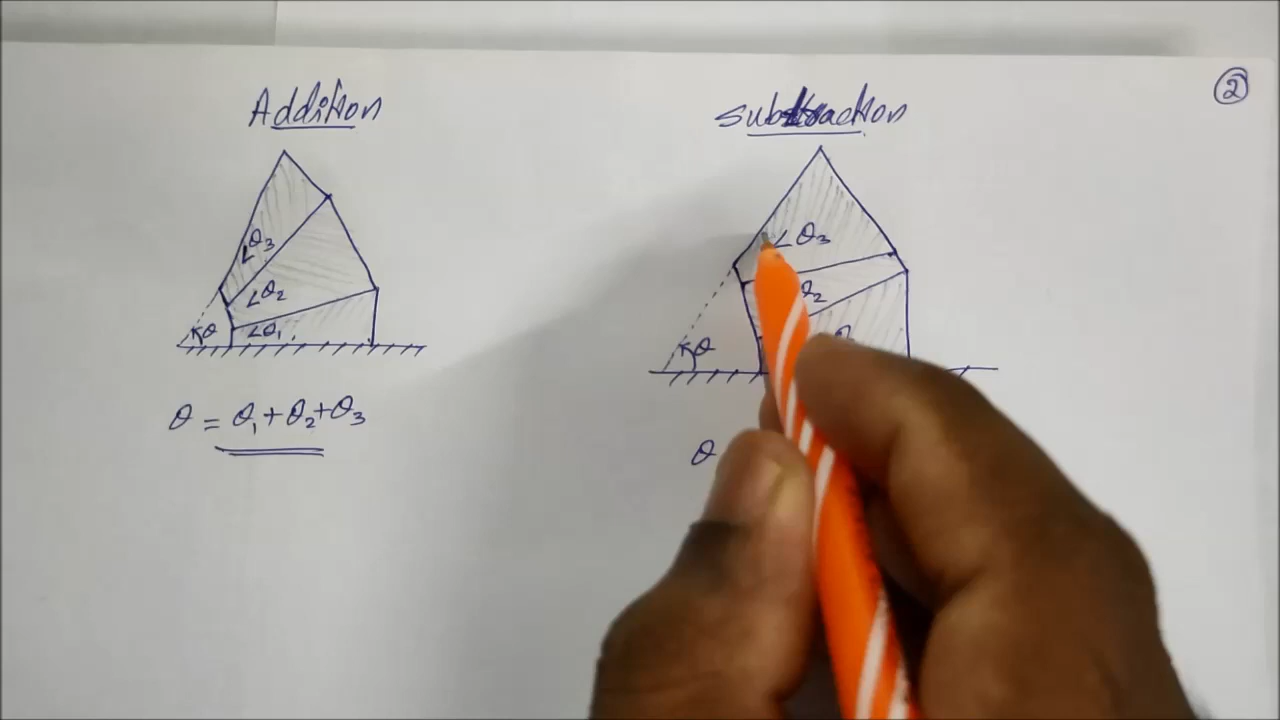 ②
Addition
Subtraction
∠θ3
∠θ2
∠θ1
θ
θ = θ1 + θ2 + θ3
∠θ3
θ2
θ
θ